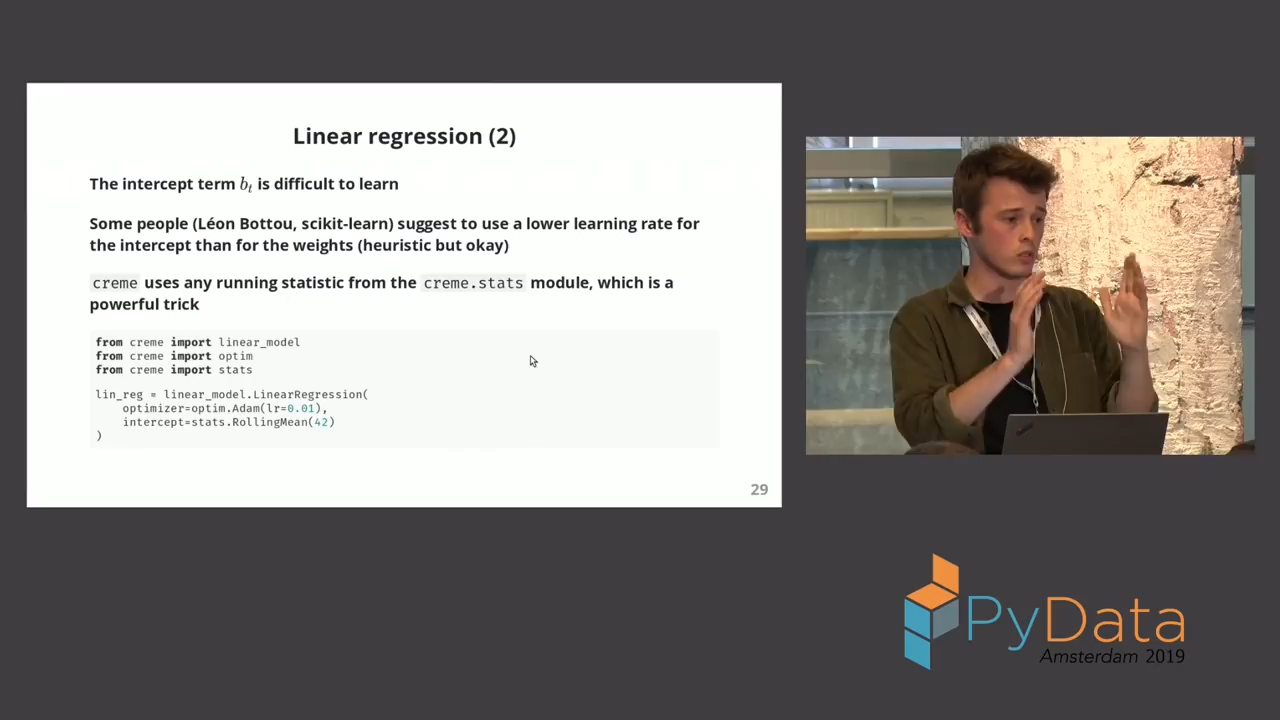 Linear regression (2)
The intercept term bt is difficult to learn
Some people (Léon Bottou, scikit-learn) suggest to use a lower learning rate for
the intercept than for the weights (heuristic but okay)
creme uses any running statistic from the creme.stats module, which is a
powerful trick
from creme import linear_model
from creme import optim
from creme import stats
lin_reg = linear_model.LinearRegression(
    optimizer=optim.Adam(lr=0.01),
    intercept=stats.RollingMean(42)
)
29
PyData
Amsterdam 2019